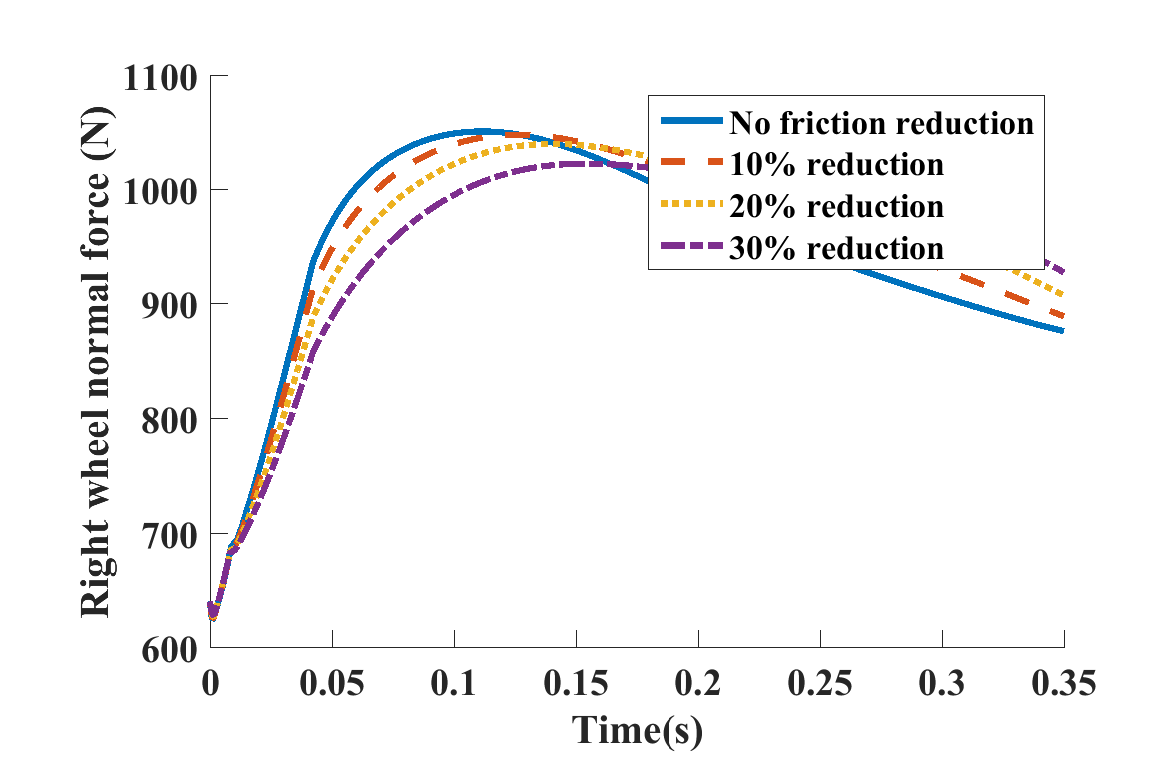 Right wheel normal force (N)
1100
1000
900
800
700
600
No friction reduction
10% reduction
20% reduction
30% reduction
0 0.05 0.1 0.15 0.2 0.25 0.3 0.35
Time(s)